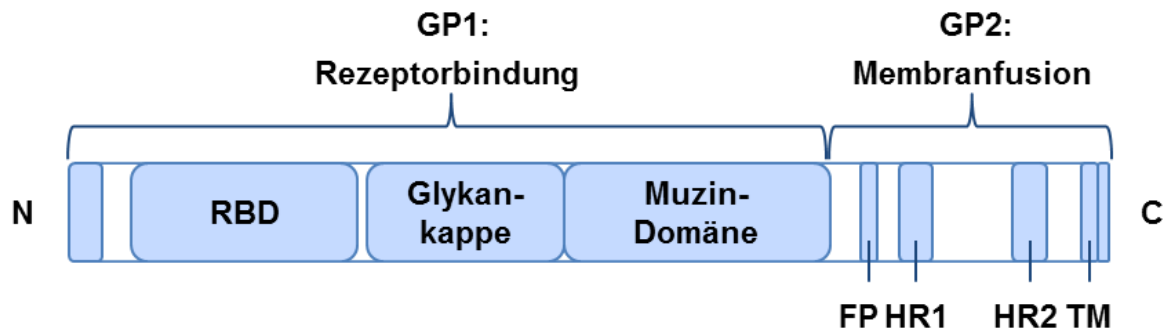 GP1:
Rezeptorbindung
GP2:
Membranfusion
N
RBD
Glykan-
kappe
Muzin-
Domäne
C
FP HR1 HR2 TM